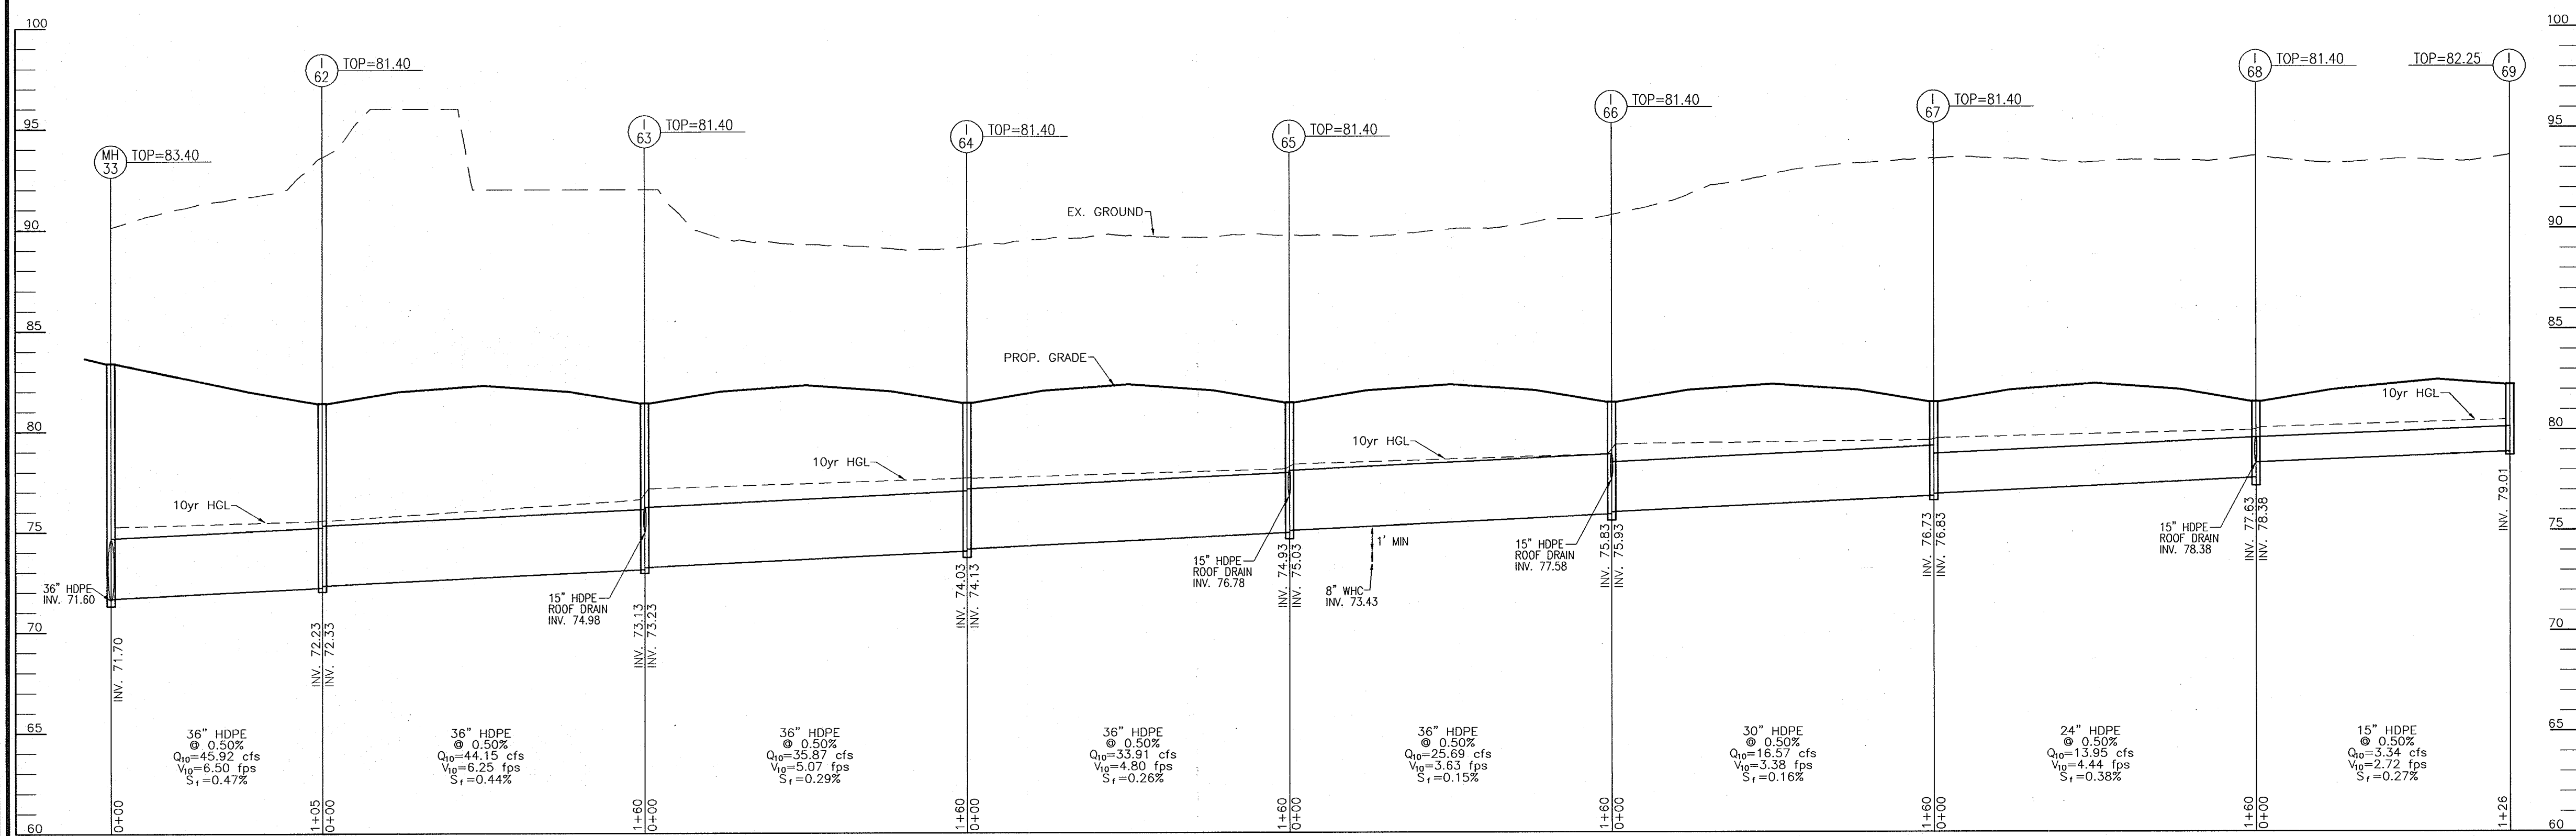 100
95
90
85
80
75
70
65
60
100
95
90
85
80
75
70
65
60
MH
33
TOP=83.40
I
62
TOP=81.40
I
63
TOP=81.40
I
64
TOP=81.40
I
65
TOP=81.40
I
66
TOP=81.40
I
67
TOP=81.40
I
68
TOP=81.40
TOP=82.25
I
69
EX. GROUND
PROP. GRADE
10yr HGL
10yr HGL
10yr HGL
10yr HGL
36" HDPE
INV. 71.60
15" HDPE
ROOF DRAIN
INV. 74.98
15" HDPE
ROOF DRAIN
INV. 76.78
1' MIN
8" WHC
INV. 73.43
15" HDPE
ROOF DRAIN
INV. 77.58
15" HDPE
ROOF DRAIN
INV. 78.38
INV. 71.70
INV. 72.23
INV. 72.33
INV. 73.13
INV. 73.23
INV. 74.03
INV. 74.13
INV. 74.93
INV. 75.03
INV. 75.83
INV. 75.93
INV. 76.73
INV. 76.83
INV. 77.63
INV. 78.38
INV. 79.01
36" HDPE
@ 0.50%
Q10=45.92 cfs
V10=6.50 fps
Sf=0.47%
36" HDPE
@ 0.50%
Q10=44.15 cfs
V10=6.25 fps
Sf=0.44%
36" HDPE
@ 0.50%
Q10=35.87 cfs
V10=5.07 fps
Sf=0.29%
36" HDPE
@ 0.50%
Q10=33.91 cfs
V10=4.80 fps
Sf=0.26%
36" HDPE
@ 0.50%
Q10=25.69 cfs
V10=3.63 fps
Sf=0.15%
30" HDPE
@ 0.50%
Q10=16.57 cfs
V10=3.38 fps
Sf=0.16%
24" HDPE
@ 0.50%
Q10=13.95 cfs
V10=4.44 fps
Sf=0.38%
15" HDPE
@ 0.50%
Q10=3.34 cfs
V10=2.72 fps
Sf=0.27%
0+00
1+05
0+00
1+60
0+00
1+60
0+00
1+60
0+00
1+60
0+00
1+60
0+00
1+60
0+00
1+26